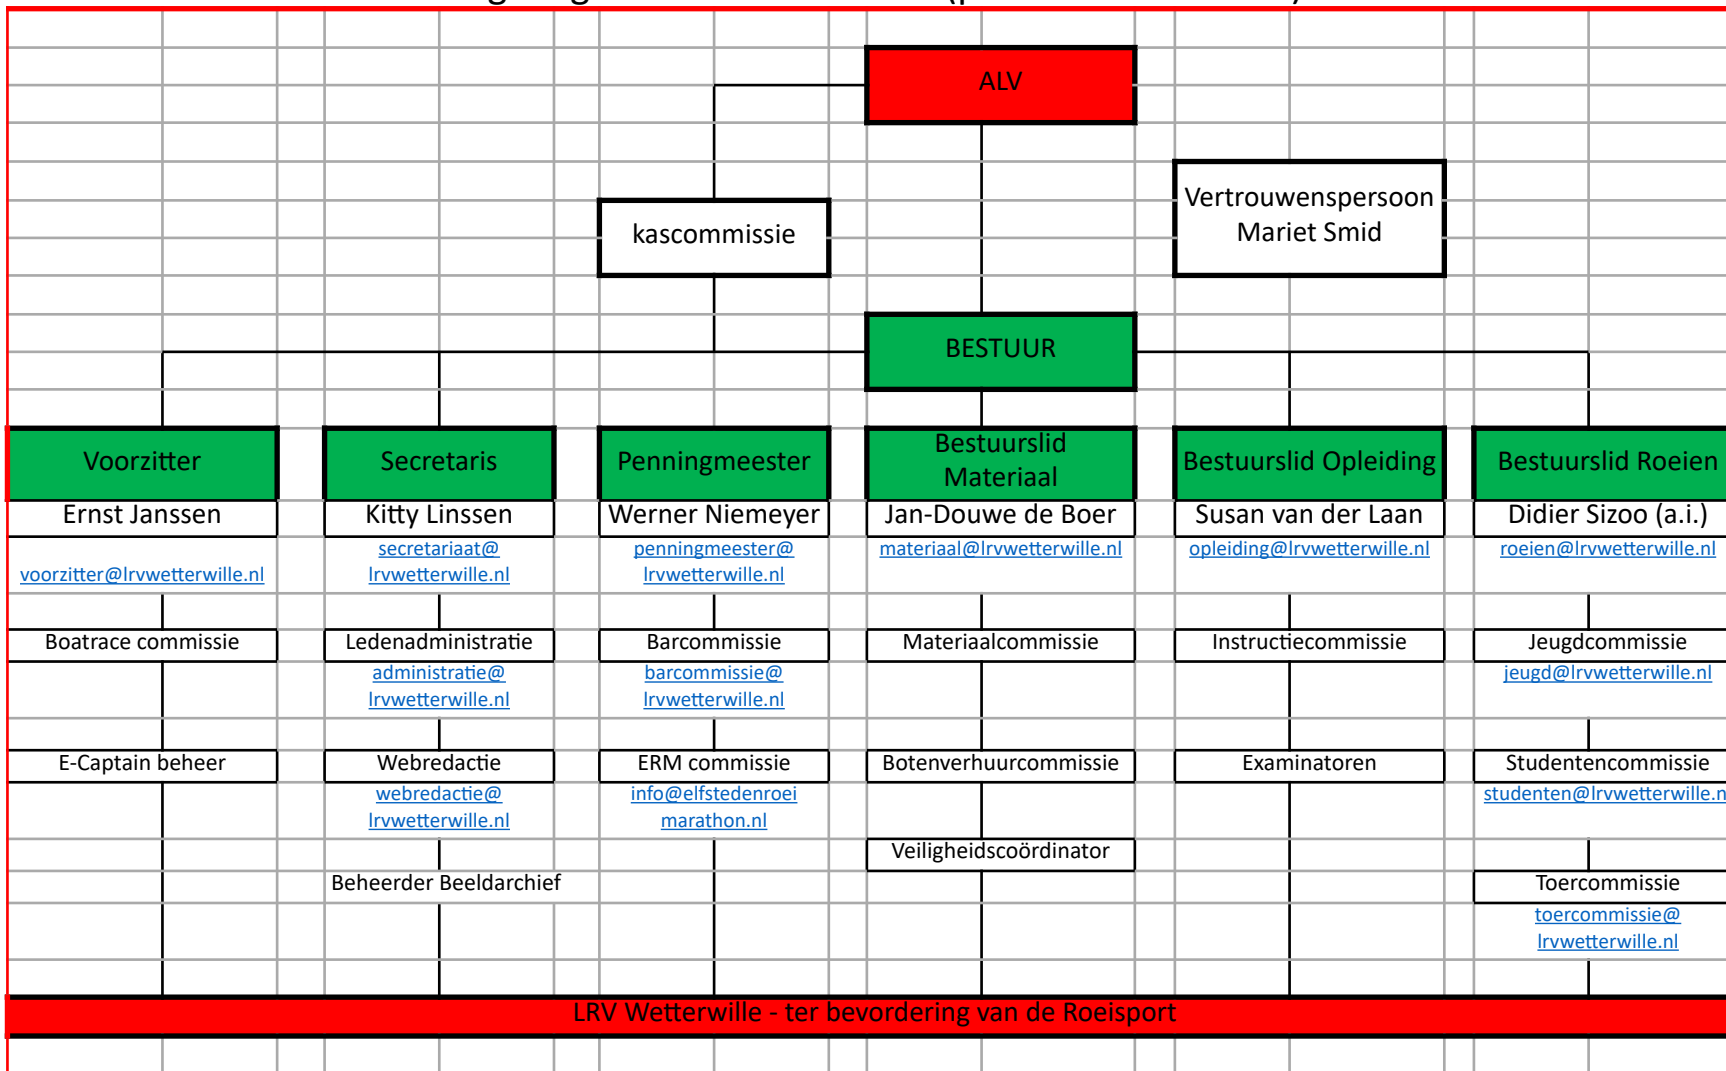 ALV
Vertrouwenspersoon
Mariet Smid
kascommissie
BESTUUR
Voorzitter
Secretaris
Penningmeester
Bestuurslid
Materiaal
Bestuurslid Opleiding
Bestuurslid Roeien
Ernst Janssen
Kitty Linssen
Werner Niemeyer
Jan-Douwe de Boer
Susan van der Laan
Didier Sizoo (a.i.)
voorzitter@lrvwetterwille.nl
secretariaat@
lrvwetterwille.nl
penningmeester@
lrvwetterwille.nl
materiaal@lrvwetterwille.nl
opleiding@lrvwetterwille.nl
roeien@lrvwetterwille.nl
Boatrace commissie
Ledenadministratie
Barcommissie
Materiaalcommissie
Instructiecommissie
Jeugdcommissie
administratie@
lrvwetterwille.nl
barcommissie@
lrvwetterwille.nl
jeugd@lrvwetterwille.nl
E-Captain beheer
Webredactie
ERM commissie
Botenverhuurcommissie
Examinatoren
Studentencommissie
webredactie@
lrvwetterwille.nl
info@elfstedenroei
marathon.nl
studenten@lrvwetterwille.n
Veiligheidscoördinator
Beheerder Beeldarchief
Toercommissie
toercommissie@
lrvwetterwille.nl
LRV Wetterwille - ter bevordering van de Roeisport